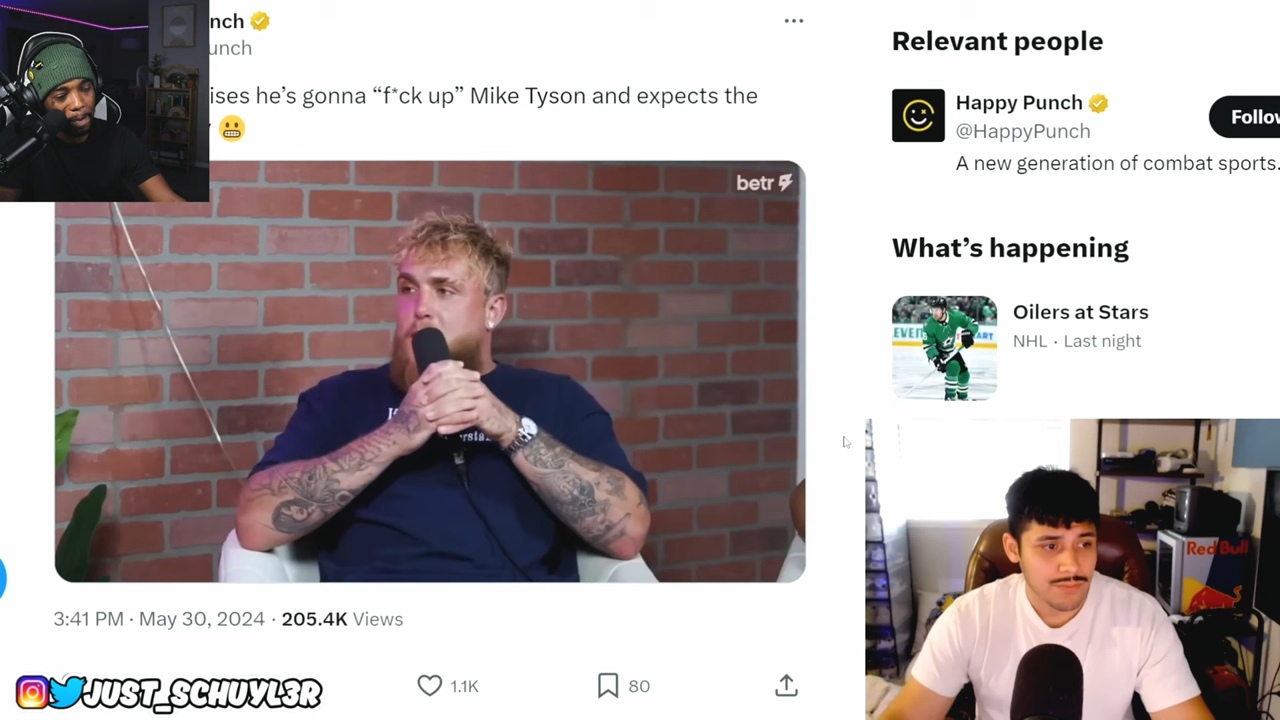 nch
unch
ises he's gonna “f*ck up” Mike Tyson and expects the
betr
3:41 PM · May 30, 2024 · 205.4K Views
1.1K
80
JUST_SCHUYL3R
Relevant people
Happy Punch
@HappyPunch
Follow
A new generation of combat sports.
What's happening
Oilers at Stars
NHL · Last night
Red Bull